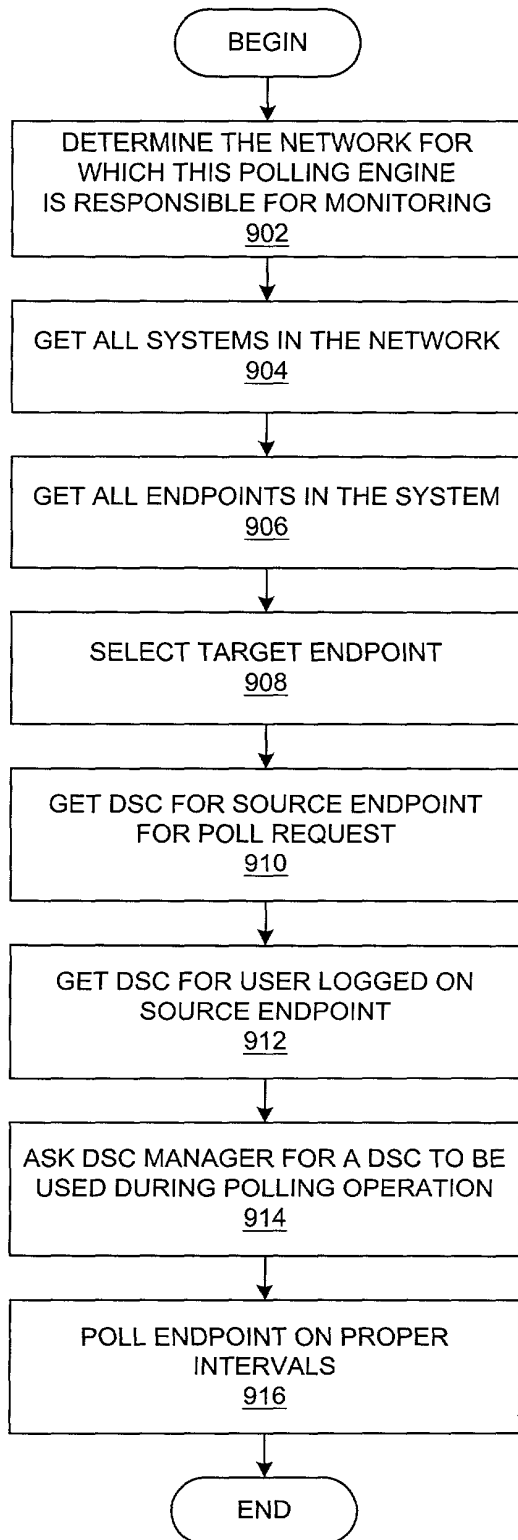 BEGIN
DETERMINE THE NETWORK FOR
WHICH THIS POLLING ENGINE
IS RESPONSIBLE FOR MONITORING
902
GET ALL SYSTEMS IN THE NETWORK
904
GET ALL ENDPOINTS IN THE SYSTEM
906
SELECT TARGET ENDPOINT
908
GET DSC FOR SOURCE ENDPOINT
FOR POLL REQUEST
910
GET DSC FOR USER LOGGED ON
SOURCE ENDPOINT
912
ASK DSC MANAGER FOR A DSC TO BE
USED DURING POLLING OPERATION
914
POLL ENDPOINT ON PROPER
INTERVALS
916
END